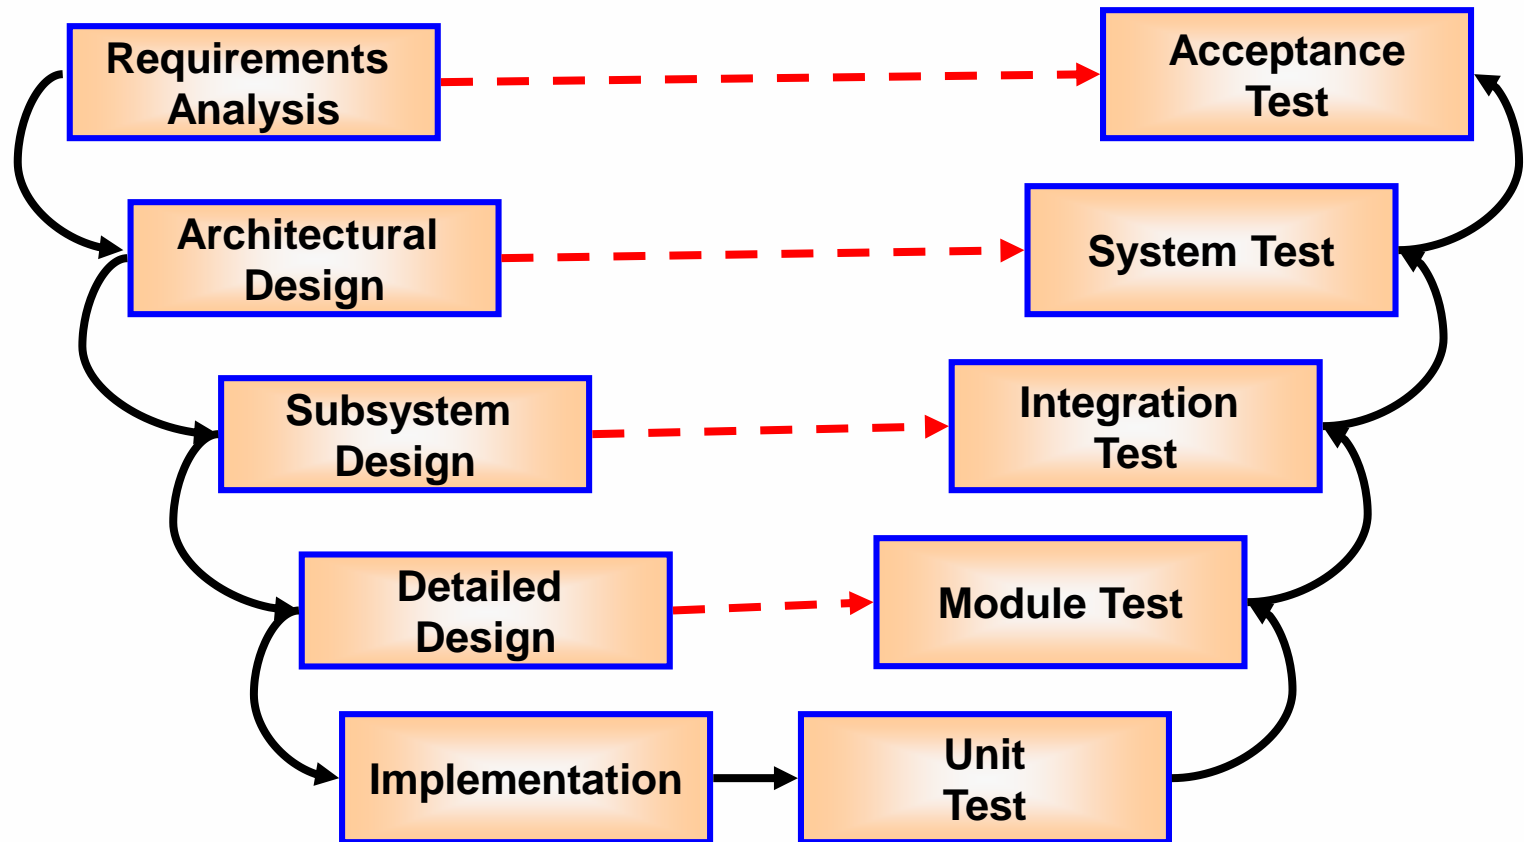 Requirements
Analysis
Acceptance
Test
Architectural
Design
System Test
Subsystem
Design
Integration
Test
Detailed
Design
Module Test
Implementation
Unit
Test